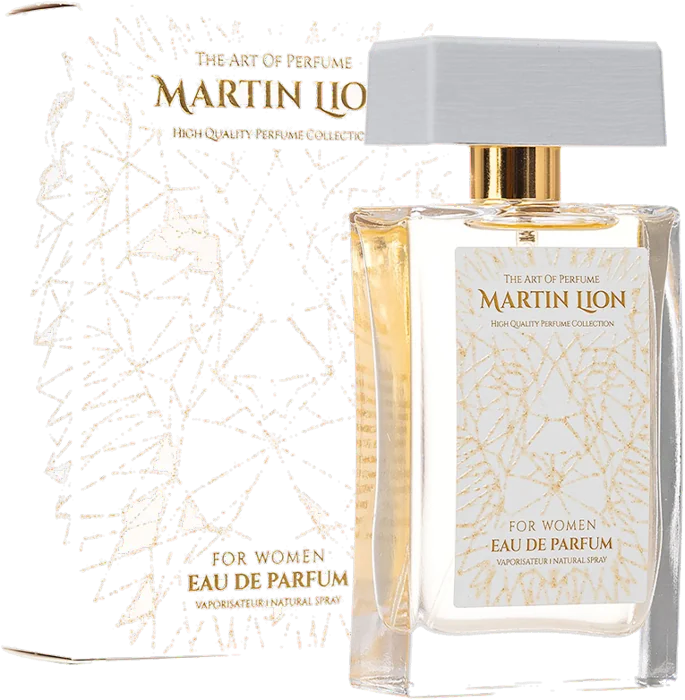 The Art Of Perfume
Martin Lion
High Quality Perfume Collection
FOR WOMEN
EAU DE PARFUM
VAPORISATEUR | NATURAL SPRAY
The Art Of Perfume
Martin Lion
High Quality Perfume Collection
FOR WOMEN
EAU DE PARFUM
VAPORISATEUR | NATURAL SPRAY